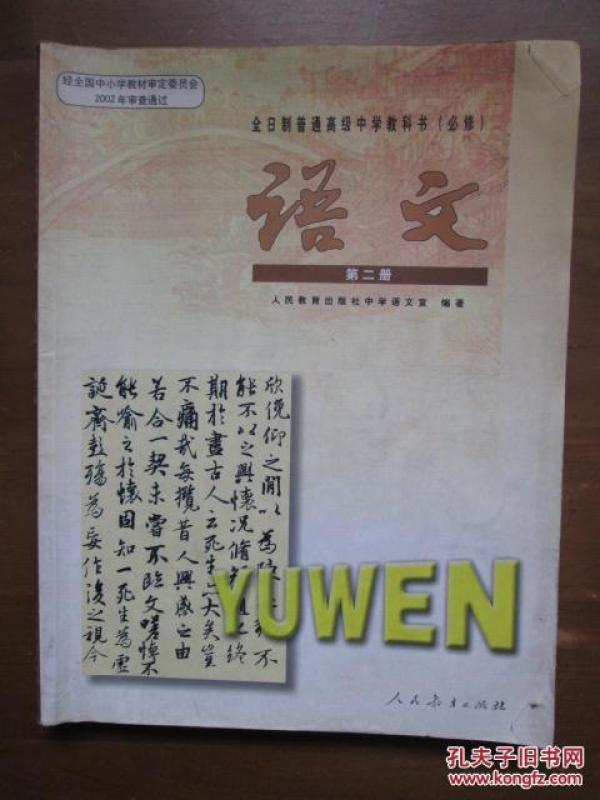 经全国中小学教材审定委员会
2002年审查通过
全日制普通高级中学教科书（必修）
语文
第二册
人民教育出版社中学语文室 编著
欣俛仰之間以為陳
能不以之興懷况脩短 終
期於盡古人云死生 大矣豈
不痛哉每攬昔人興感之由
若合一契未嘗不臨文嗟悼不
能喻之於懷固知一死生為虛
誕齊彭殤為妄作後之視今
YUWEN
人民教育出版社
孔夫子旧书网
www.kongfz.com